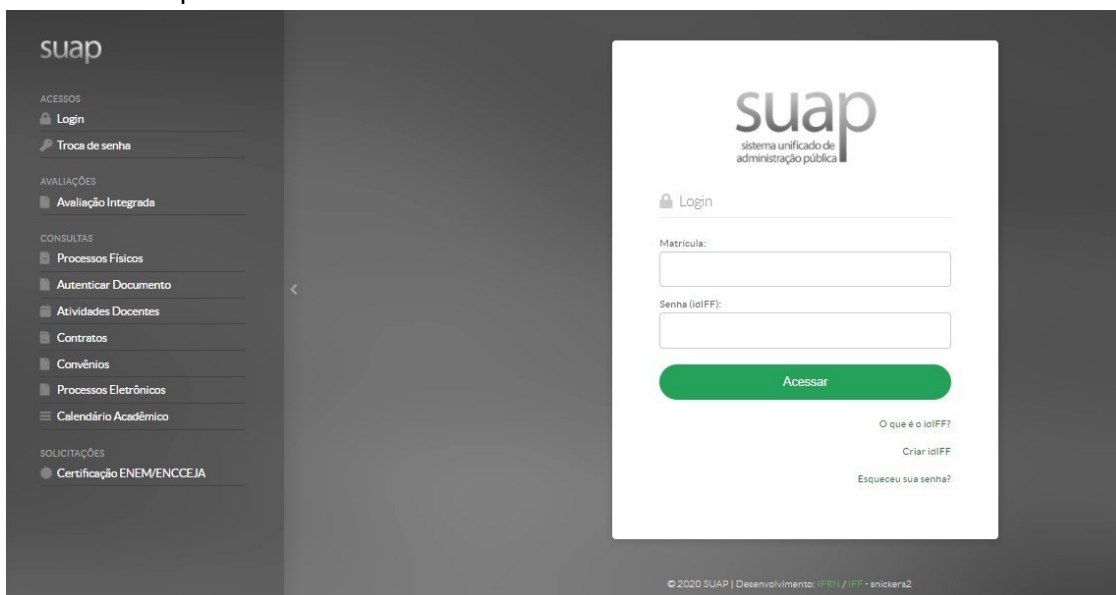 suap
ACESSOS
Login
Troca de senha
AVALIAÇÕES
Avaliação Integrada
CONSULTAS
Processos Físicos
Autenticar Documento
Atividades Docentes
Contratos
Convênios
Processos Eletrônicos
Calendário Acadêmico
SOLICITAÇÕES
Certificação ENEM/ENCCEJA
suap
sistema unificado de
administração pública
Login
Matrícula:
Senha (idIFF):
Acessar
O que é o idIFF?
Criar idIFF
Esqueceu sua senha?
© 2020 SUAP | Desenvolvimento: IFRN / IFF - snickers2